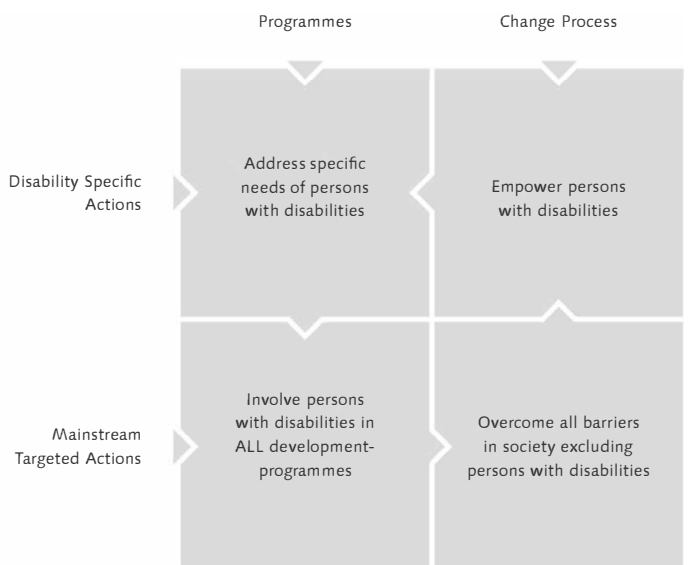 Programmes
Change Process
Disability Specific
Actions
Address specific
needs of persons
with disabilities
Empower persons
with disabilities
Mainstream
Targeted Actions
Involve persons
with disabilities in
ALL development-
programmes
Overcome all barriers
in society excluding
persons with disabilities